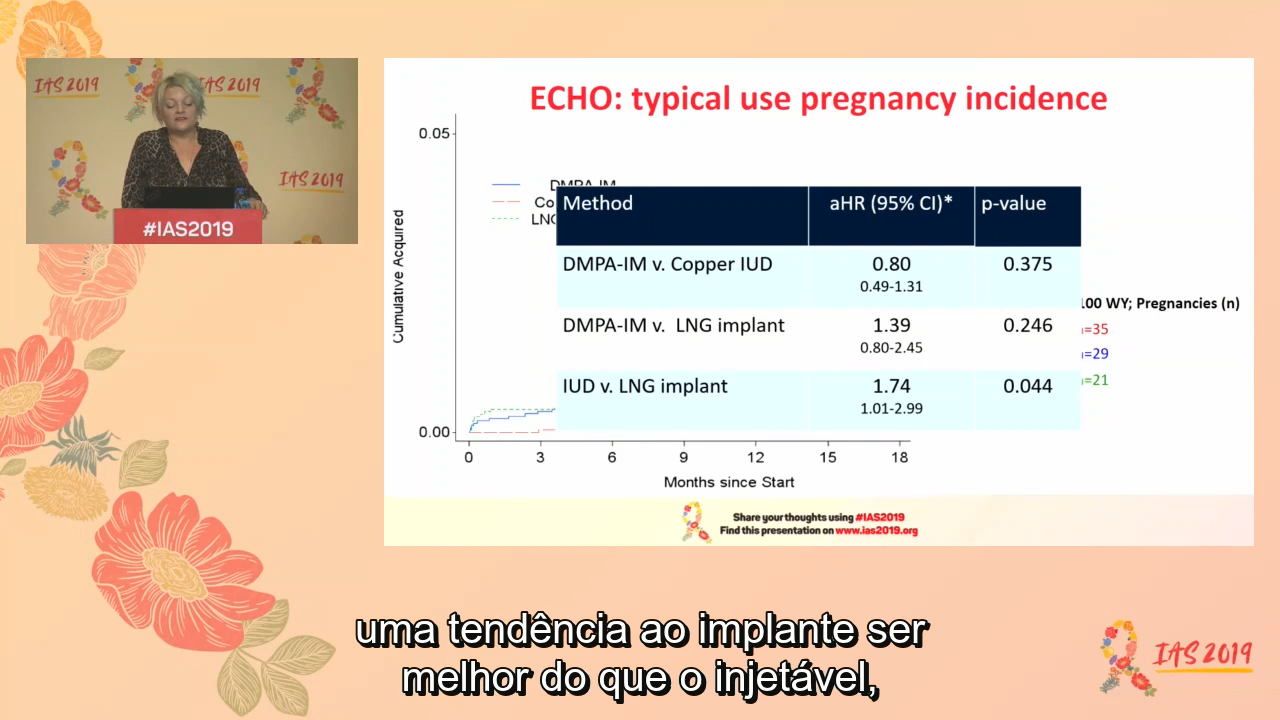 IAS 2019
IAS 2019
IAS 2019
#IAS2019
ECHO: typical use pregnancy incidence
0.05
DMPA-IM
Co
LNG
Cumulative Acquired
Method aHR (95% CI)* p-value
DMPA-IM v. Copper IUD 0.80 0.375
0.49-1.31
DMPA-IM v. LNG implant 1.39 0.246
0.80-2.45
IUD v. LNG implant 1.74 0.044
1.01-2.99
100 WY; Pregnancies (n)
n=35
n=29
n=21
0.00
0 3 6 9 12 15 18
Months since Start
Share your thoughts using #IAS2019
Find this presentation on www.ias2019.org
uma tendência ao implante ser
melhor do que o injetável,
IAS 2019